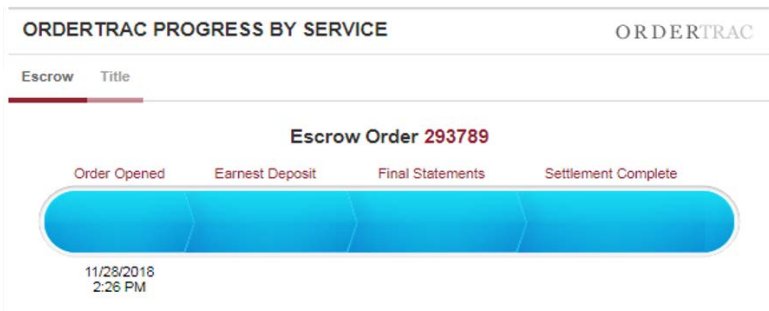 ORDERTRAC PROGRESS BY SERVICE
ORDERTRAC
Escrow Title
Escrow Order 293789
Order Opened Earnest Deposit Final Statements Settlement Complete
11/28/2018
2:26 PM